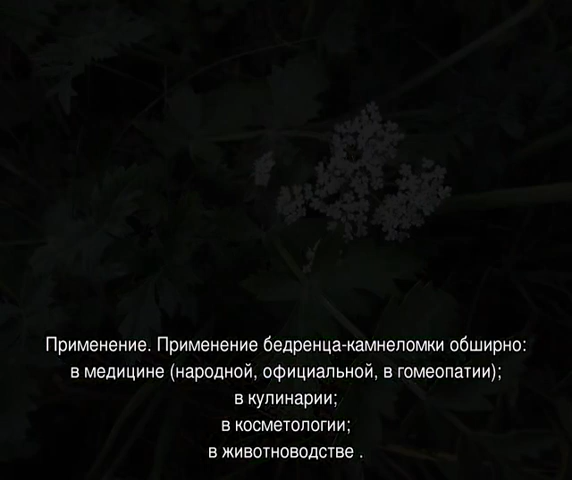 Применение. Применение бедренца-камнеломки обширно:
в медицине (народной, официальной, в гомеопатии);
в кулинарии;
в косметологии;
в животноводстве .